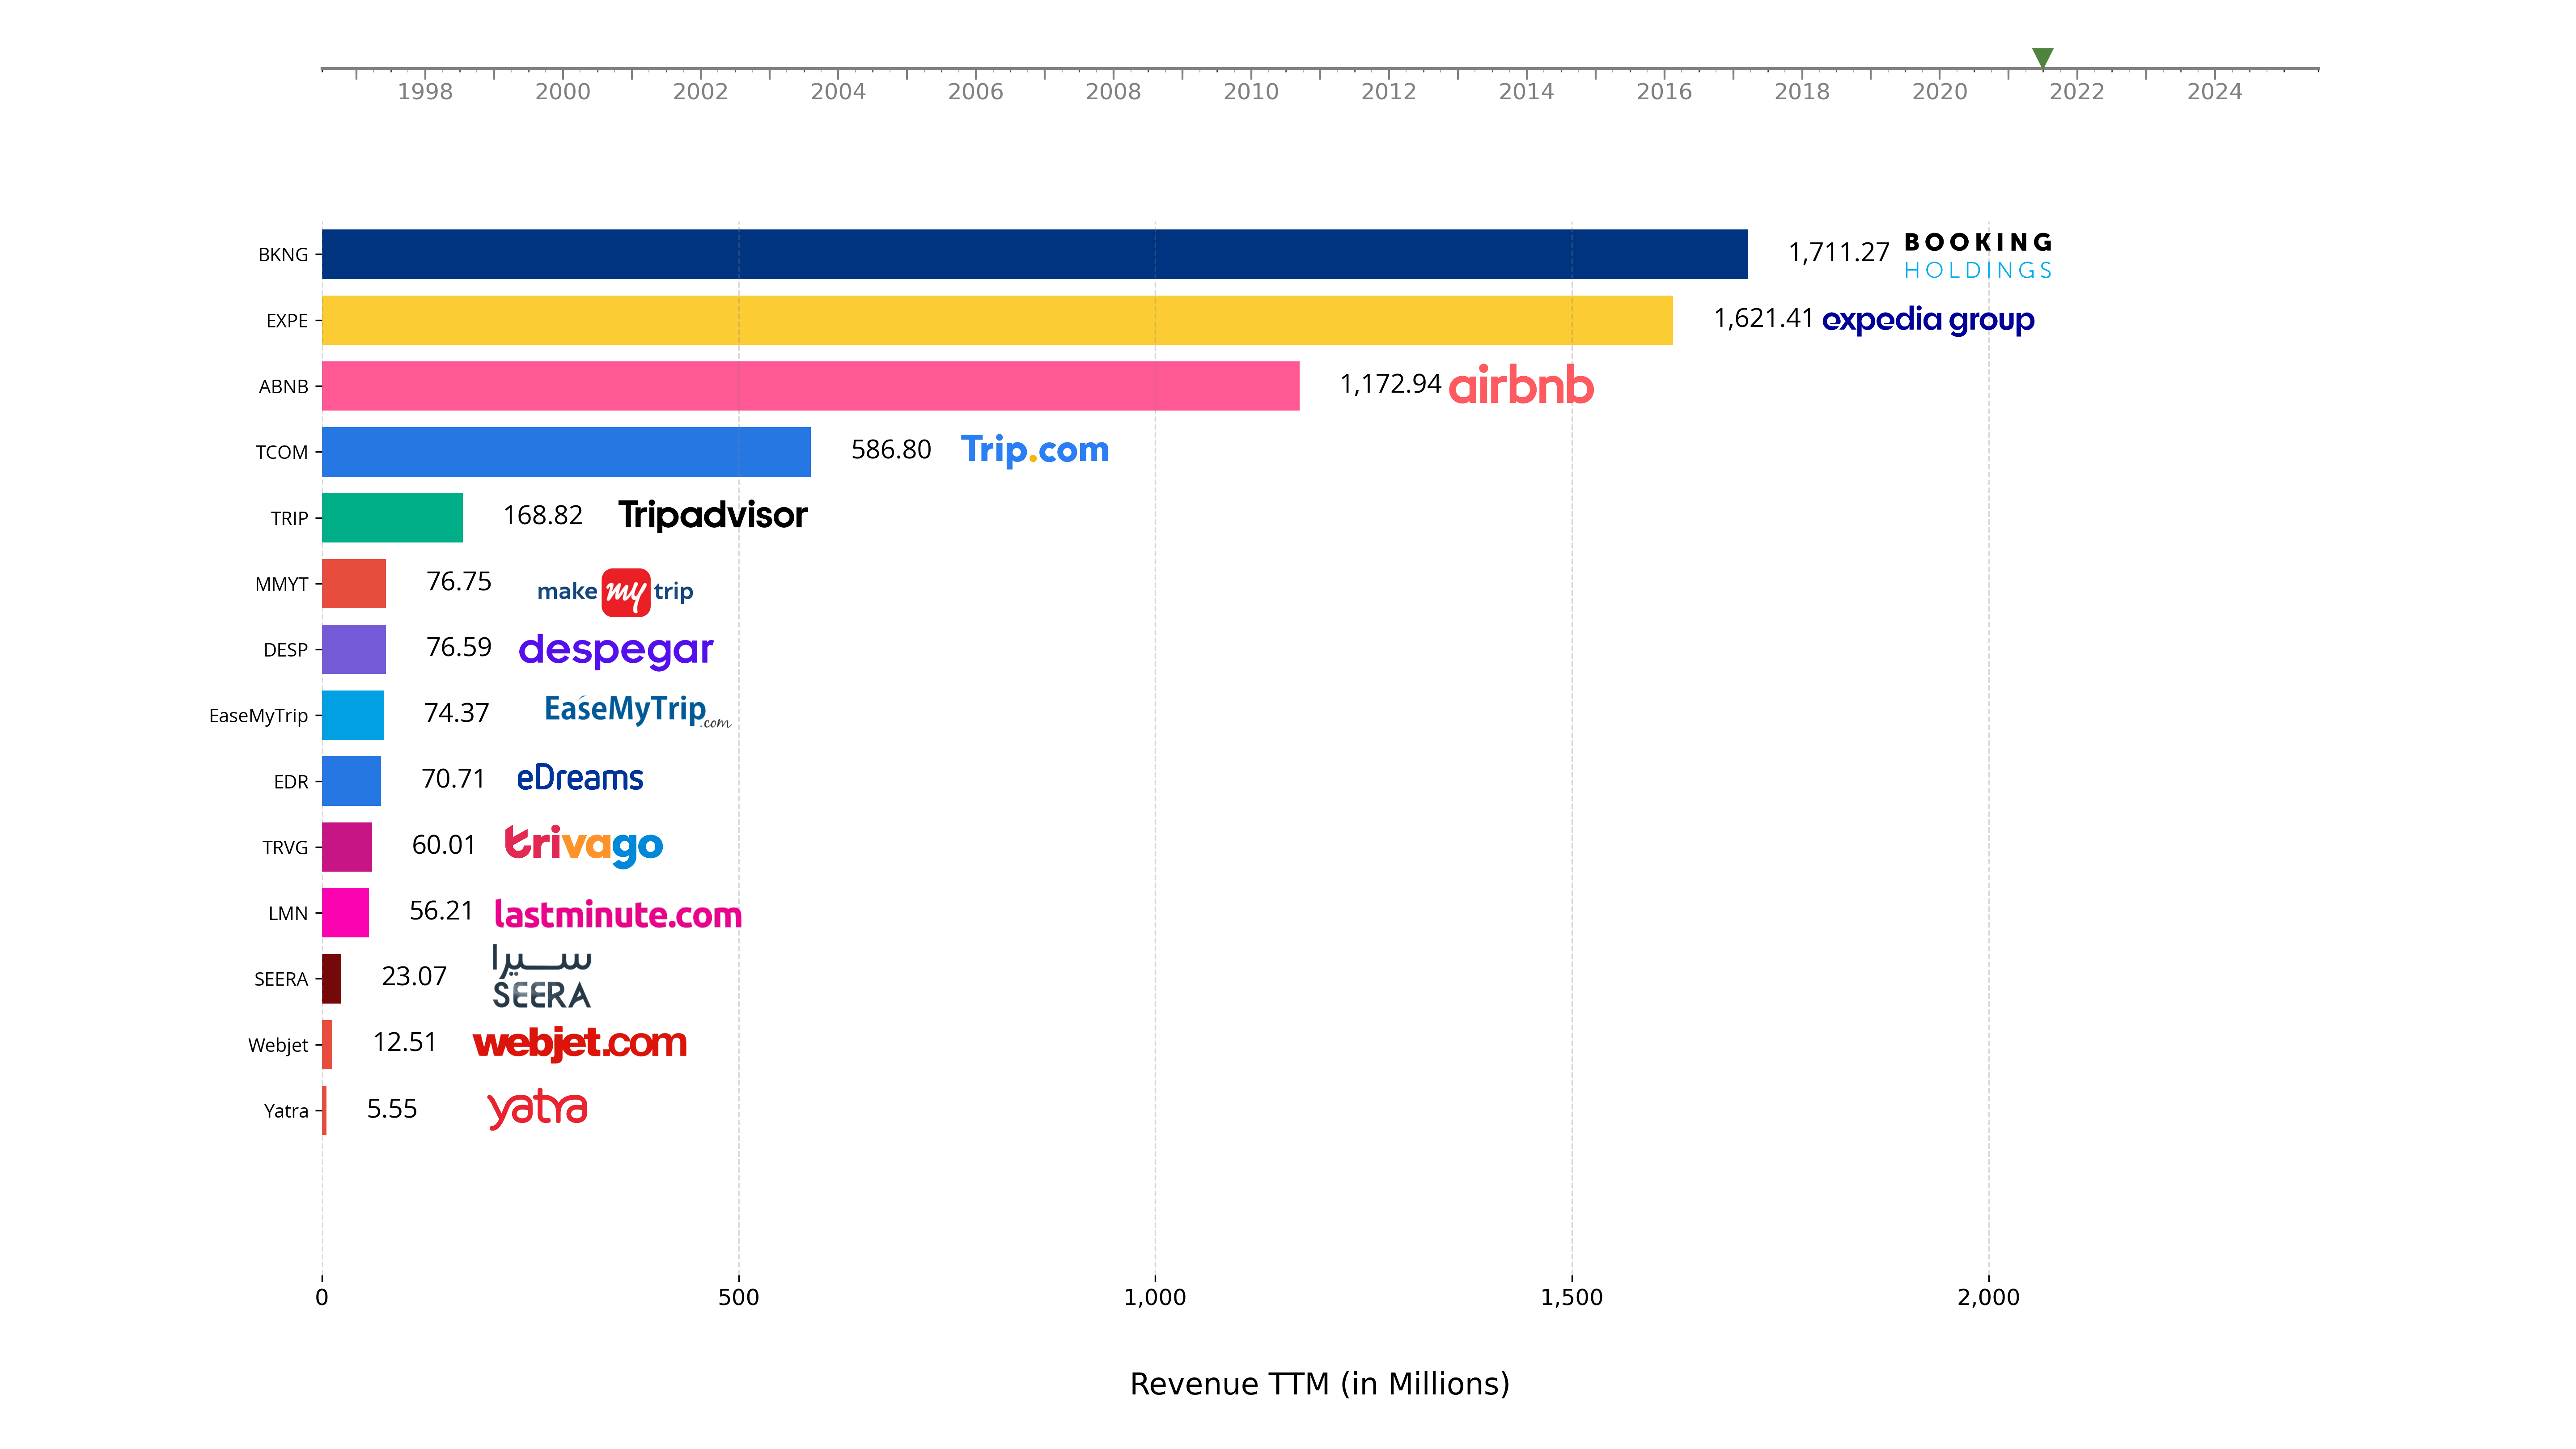 1998 2000 2002 2004 2006 2008 2010 2012 2014 2016 2018 2020 2022 2024
BKNG 1,711.27 BOOKING
HOLDINGS
EXPE 1,621.41 expedia group
ABNB 1,172.94 airbnb
TCOM 586.80 Trip.com
TRIP 168.82 Tripadvisor
MMYT 76.75 make my trip
DESP 76.59 despegar
EaseMyTrip 74.37 EaseMyTrip.com
EDR 70.71 eDreams
TRVG 60.01 trivago
LMN 56.21 lastminute.com
سيرا
SEERA 23.07 SEERA
Webjet 12.51 webjet.com
Yatra 5.55 yatra
0 500 1,000 1,500 2,000
Revenue TTM (in Millions)